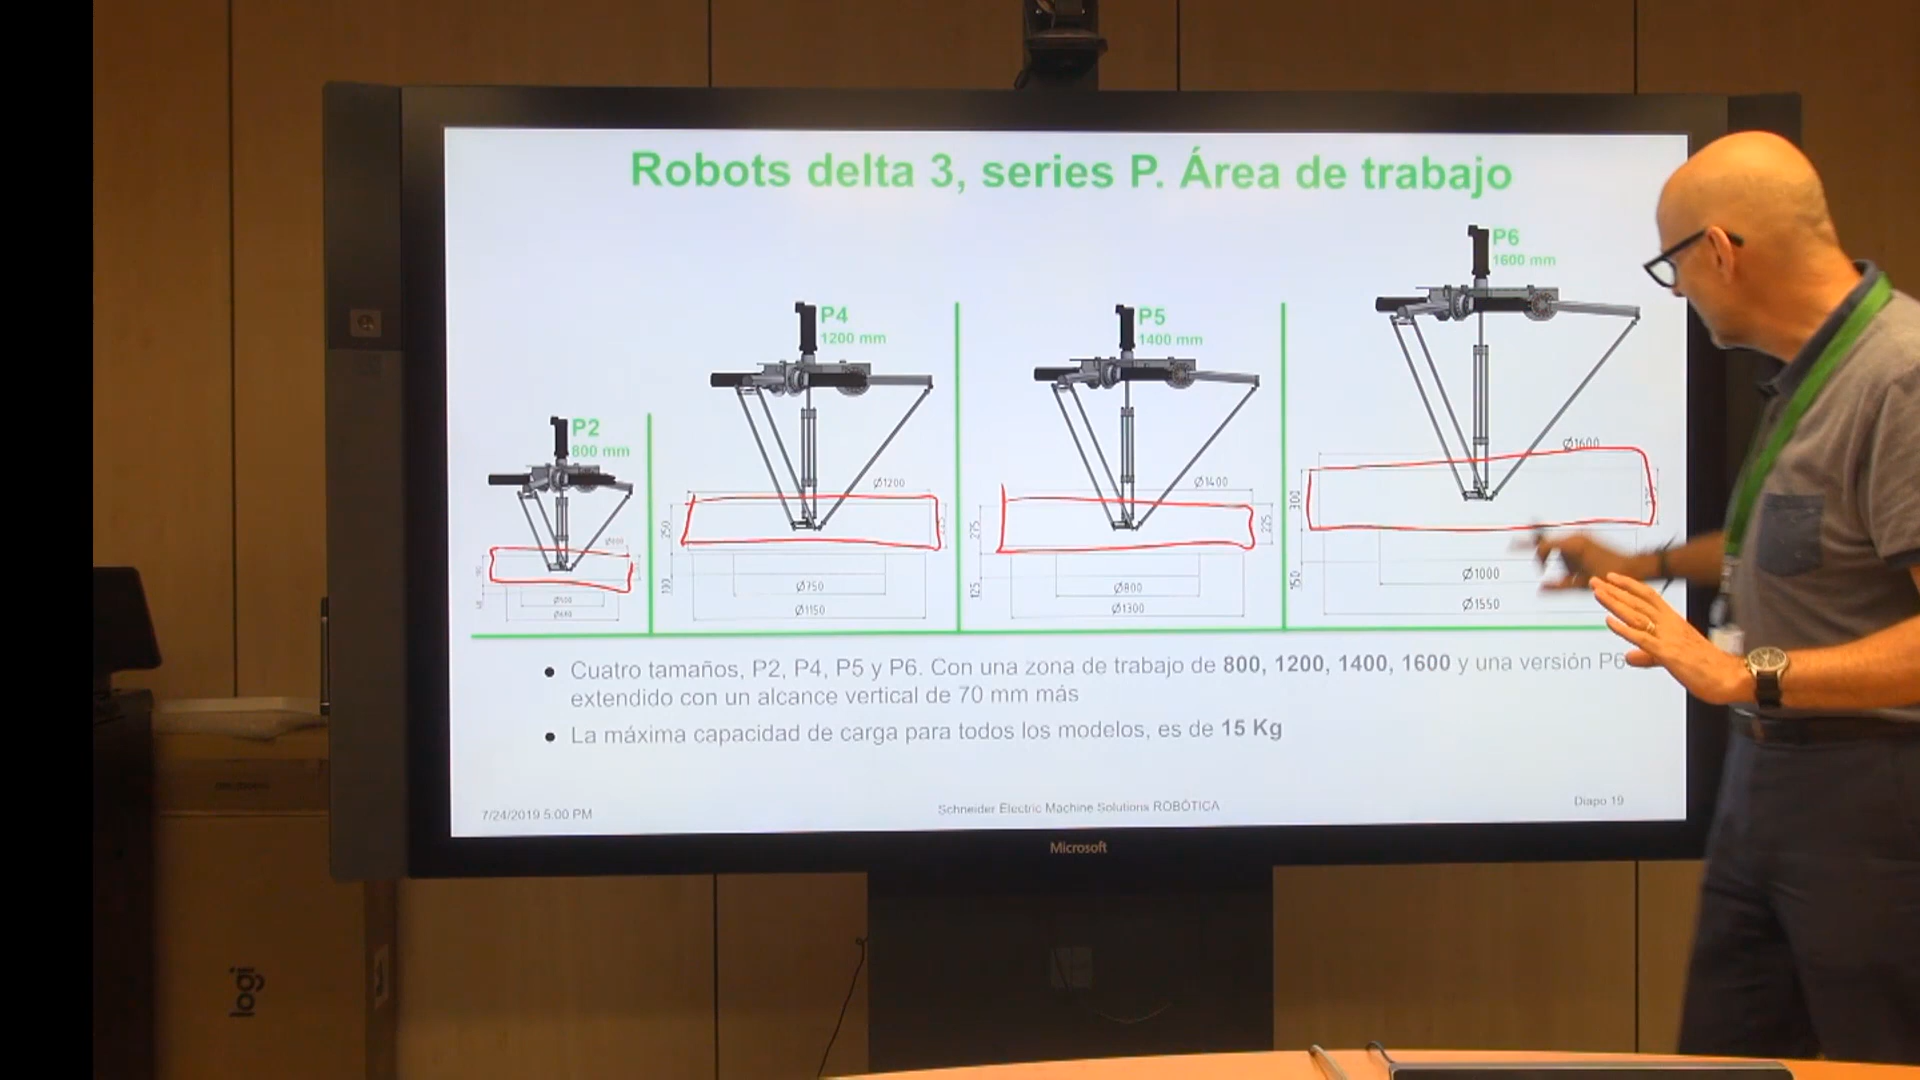 Robots delta 3, series P. Área de trabajo
P2
800 mm
P4
1200 mm
Ø1200
250
100
Ø750
Ø1150
P5
1400 mm
Ø1400
275
225
125
Ø800
Ø1300
P6
1600 mm
Ø1600
300
150
Ø1000
Ø1550
● Cuatro tamaños, P2, P4, P5 y P6. Con una zona de trabajo de 800, 1200, 1400, 1600 y una versión P6
extendido con un alcance vertical de 70 mm más
● La máxima capacidad de carga para todos los modelos, es de 15 Kg
7/24/2019 5:00 PM
Schneider Electric Machine Solutions ROBÓTICA
Diapo 19
Microsoft
logi